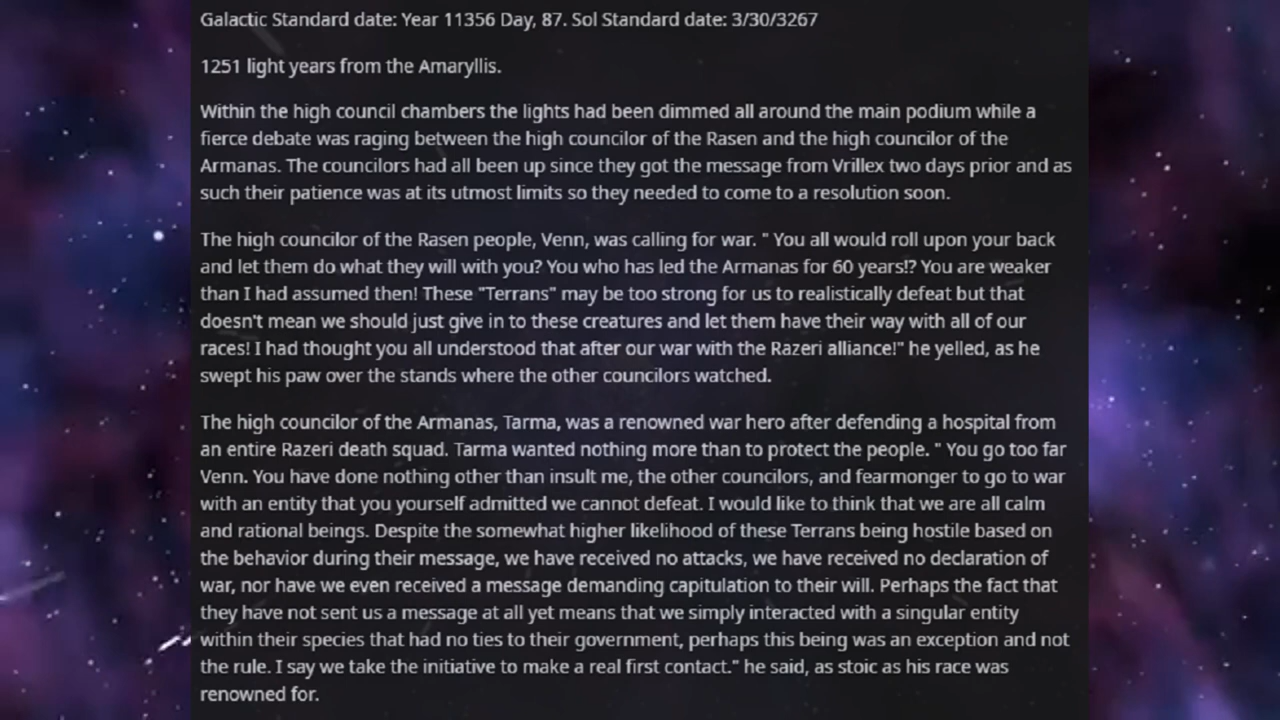 Galactic Standard date: Year 11356 Day, 87. Sol Standard date: 3/30/3267
1251 light years from the Amaryllis.
Within the high council chambers the lights had been dimmed all around the main podium while a
fierce debate was raging between the high councilor of the Rasen and the high councilor of the
Armanas. The councilors had all been up since they got the message from Vrillex two days prior and as
such their patience was at its utmost limits so they needed to come to a resolution soon.
The high councilor of the Rasen people, Venn, was calling for war. " You all would roll upon your back
and let them do what they will with you? You who has led the Armanas for 60 years!? You are weaker
than I had assumed then! These "Terrans" may be too strong for us to realistically defeat but that
doesn't mean we should just give in to these creatures and let them have their way with all of our
races! I had thought you all understood that after our war with the Razeri alliance!" he yelled, as he
swept his paw over the stands where the other councilors watched.
The high councilor of the Armanas, Tarma, was a renowned war hero after defending a hospital from
an entire Razeri death squad. Tarma wanted nothing more than to protect the people. " You go too far
Venn. You have done nothing other than insult me, the other councilors, and fearmonger to go to war
with an entity that you yourself admitted we cannot defeat. I would like to think that we are all calm
and rational beings. Despite the somewhat higher likelihood of these Terrans being hostile based on
the behavior during their message, we have received no attacks, we have received no declaration of
war, nor have we even received a message demanding capitulation to their will. Perhaps the fact that
they have not sent us a message at all yet means that we simply interacted with a singular entity
within their species that had no ties to their government, perhaps this being was an exception and not
the rule. I say we take the initiative to make a real first contact." he said, as stoic as his race was
renowned for.